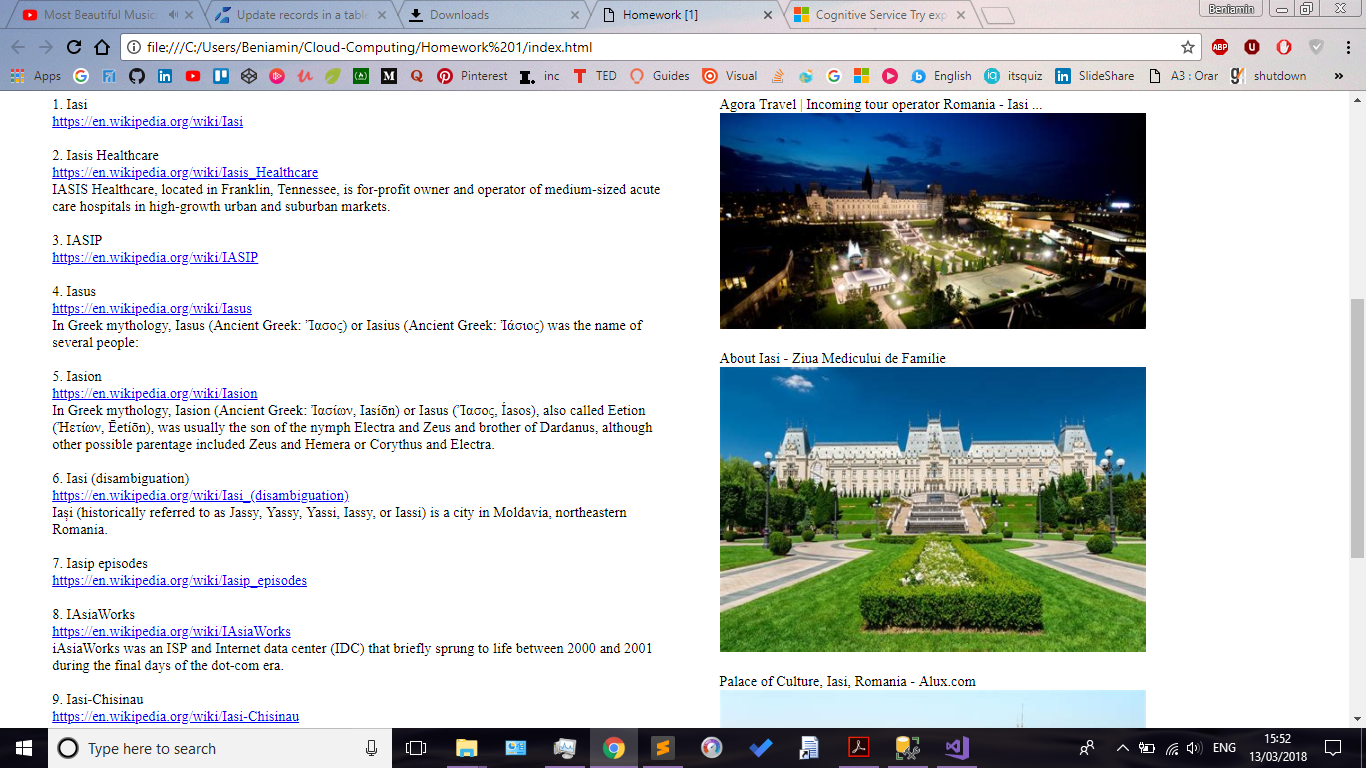 Most Beautiful Music
Update records in a table
Downloads
Homework [1]
Cognitive Service Try exp
Beniamin
file:///C:/Users/Beniamin/Cloud-Computing/Homework%201/index.html
Apps
Pinterest
inc
TED
Guides
Visual
English
itsquiz
SlideShare
A3 : Orar
shutdown
»
1. Iasi
https://en.wikipedia.org/wiki/Iasi
2. Iasis Healthcare
https://en.wikipedia.org/wiki/Iasis_Healthcare
IASIS Healthcare, located in Franklin, Tennessee, is for-profit owner and operator of medium-sized acute
care hospitals in high-growth urban and suburban markets.
3. IASIP
https://en.wikipedia.org/wiki/IASIP
4. Iasus
https://en.wikipedia.org/wiki/Iasus
In Greek mythology, Iasus (Ancient Greek: Ἴασος) or Iasius (Ancient Greek: Ἰάσιος) was the name of
several people:
5. Iasion
https://en.wikipedia.org/wiki/Iasion
In Greek mythology, Iasion (Ancient Greek: Ἰασίων, Iasíōn) or Iasus (Ἴασος, Íasos), also called Eetion
(Ἠετίων, Ēetíōn), was usually the son of the nymph Electra and Zeus and brother of Dardanus, although
other possible parentage included Zeus and Hemera or Corythus and Electra.
6. Iasi (disambiguation)
https://en.wikipedia.org/wiki/Iasi_(disambiguation)
Iași (historically referred to as Jassy, Yassy, Yassi, Iassy, or Iassi) is a city in Moldavia, northeastern
Romania.
7. Iasip episodes
https://en.wikipedia.org/wiki/Iasip_episodes
8. IAsiaWorks
https://en.wikipedia.org/wiki/IAsiaWorks
iAsiaWorks was an ISP and Internet data center (IDC) that briefly sprung to life between 2000 and 2001
during the final days of the dot-com era.
9. Iasi-Chisinau
https://en.wikipedia.org/wiki/Iasi-Chisinau
Agora Travel | Incoming tour operator Romania - Iasi ...
About Iasi - Ziua Medicului de Familie
Palace of Culture, Iasi, Romania - Alux.com
Type here to search
ENG
15:52
13/03/2018